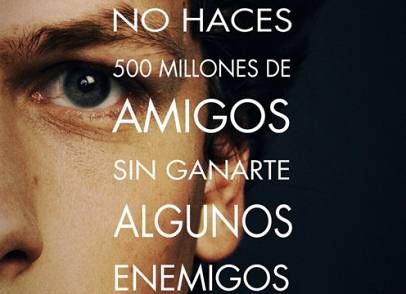 NO HACES
500 MILLONES DE
AMIGOS
SIN GANARTE
ALGUNOS
ENEMIGOS